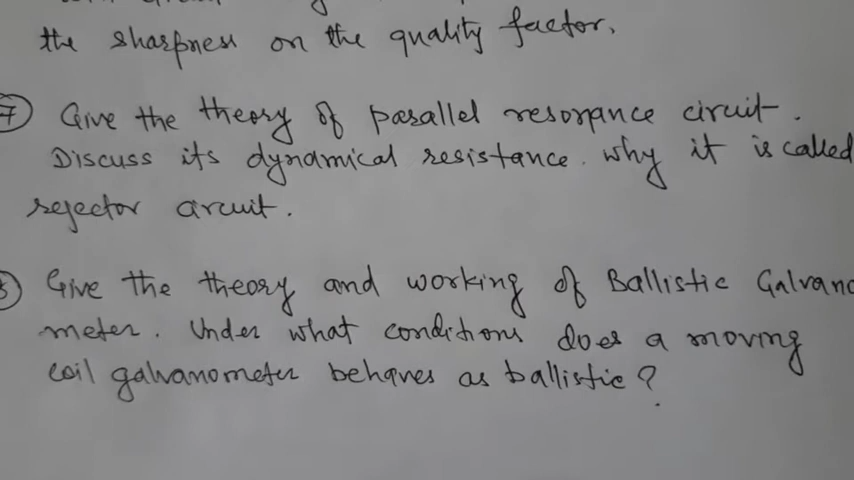 the sharpness on the quality factor.
7 Give the theory of parallel resonance circuit.
Discuss its dynamical resistance. why it is called
rejector circuit.
Give the theory and working of Ballistic Galvano
meter. Under what conditions does a moving
coil galvanometer behaves as ballistic?